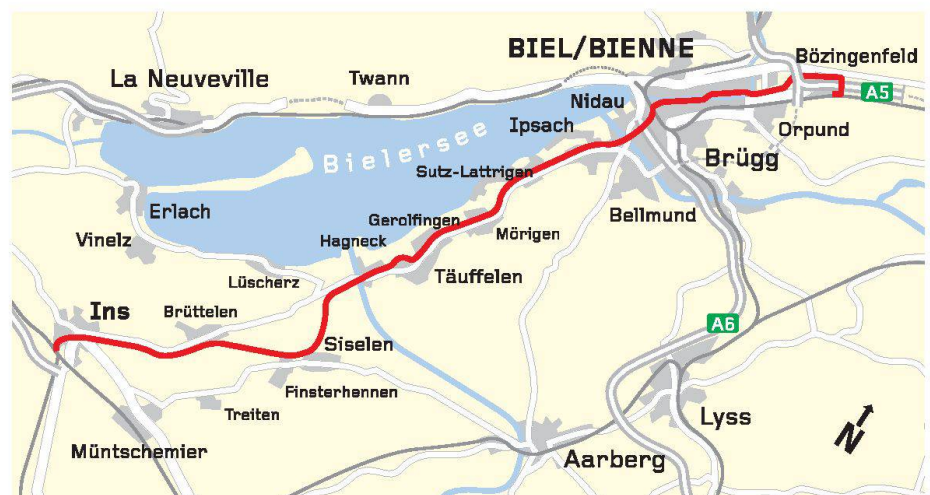 BIEL/BIENNE
Bözingenfeld
La Neuveville
Twann
Nidau
A5
Ipsach
Orpund
Bielersee
Brügg
Sutz-Lattrigen
Erlach
Gerolfingen
Bellmund
Vinelz
Hagneck
Mörigen
Lüscherz
Täuffelen
Ins
Brüttelen
A6
Siselen
Finsterhennen
Treiten
Lyss
Müntschemier
Aarberg
N